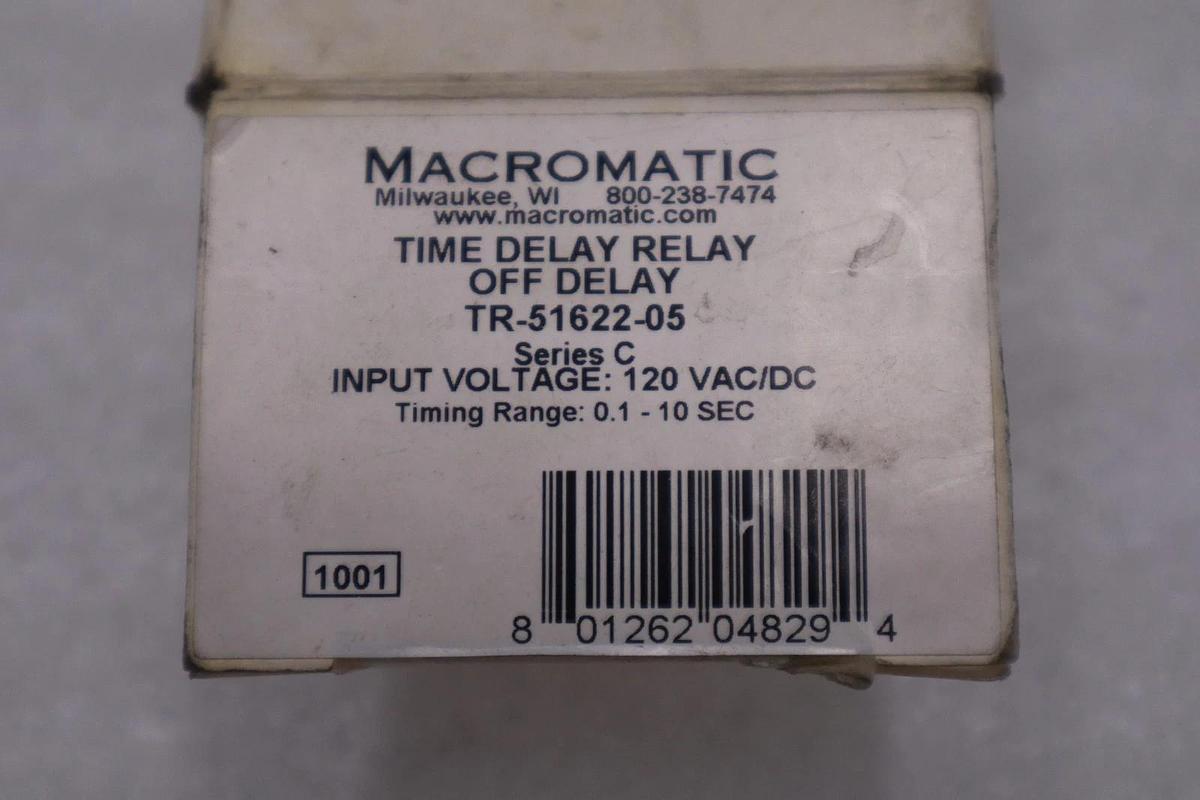 MACROMATIC
Milwaukee, WI 800-238-7474
www.macromatic.com
TIME DELAY RELAY
OFF DELAY
TR-51622-05
Series C
INPUT VOLTAGE: 120 VAC/DC
Timing Range: 0.1 - 10 SEC
1001
8 01262 04829 4